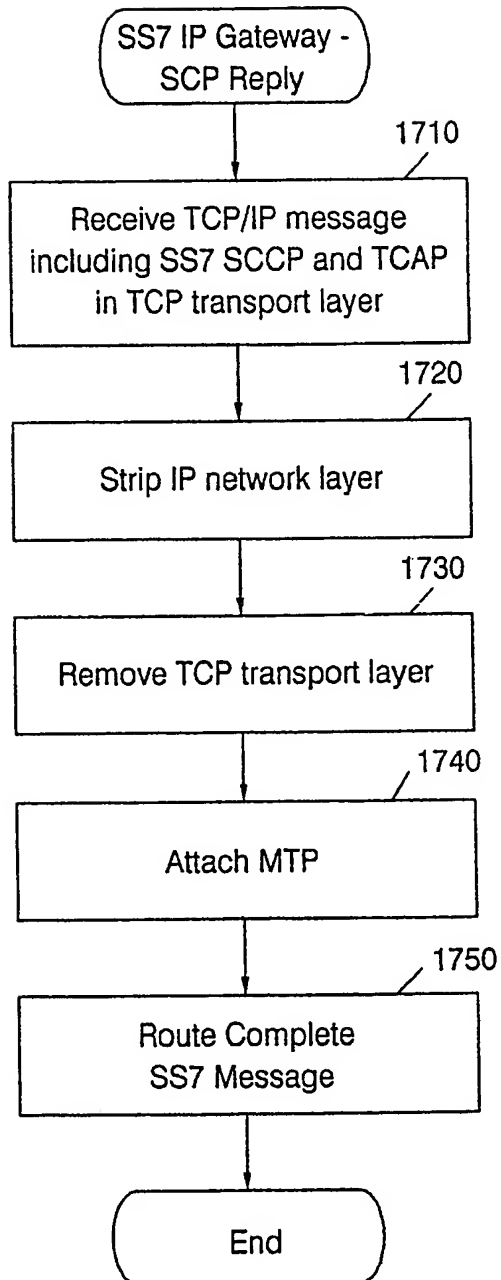 SS7 IP Gateway -
SCP Reply
1710
Receive TCP/IP message
including SS7 SCCP and TCAP
in TCP transport layer
1720
Strip IP network layer
1730
Remove TCP transport layer
1740
Attach MTP
1750
Route Complete
SS7 Message
End